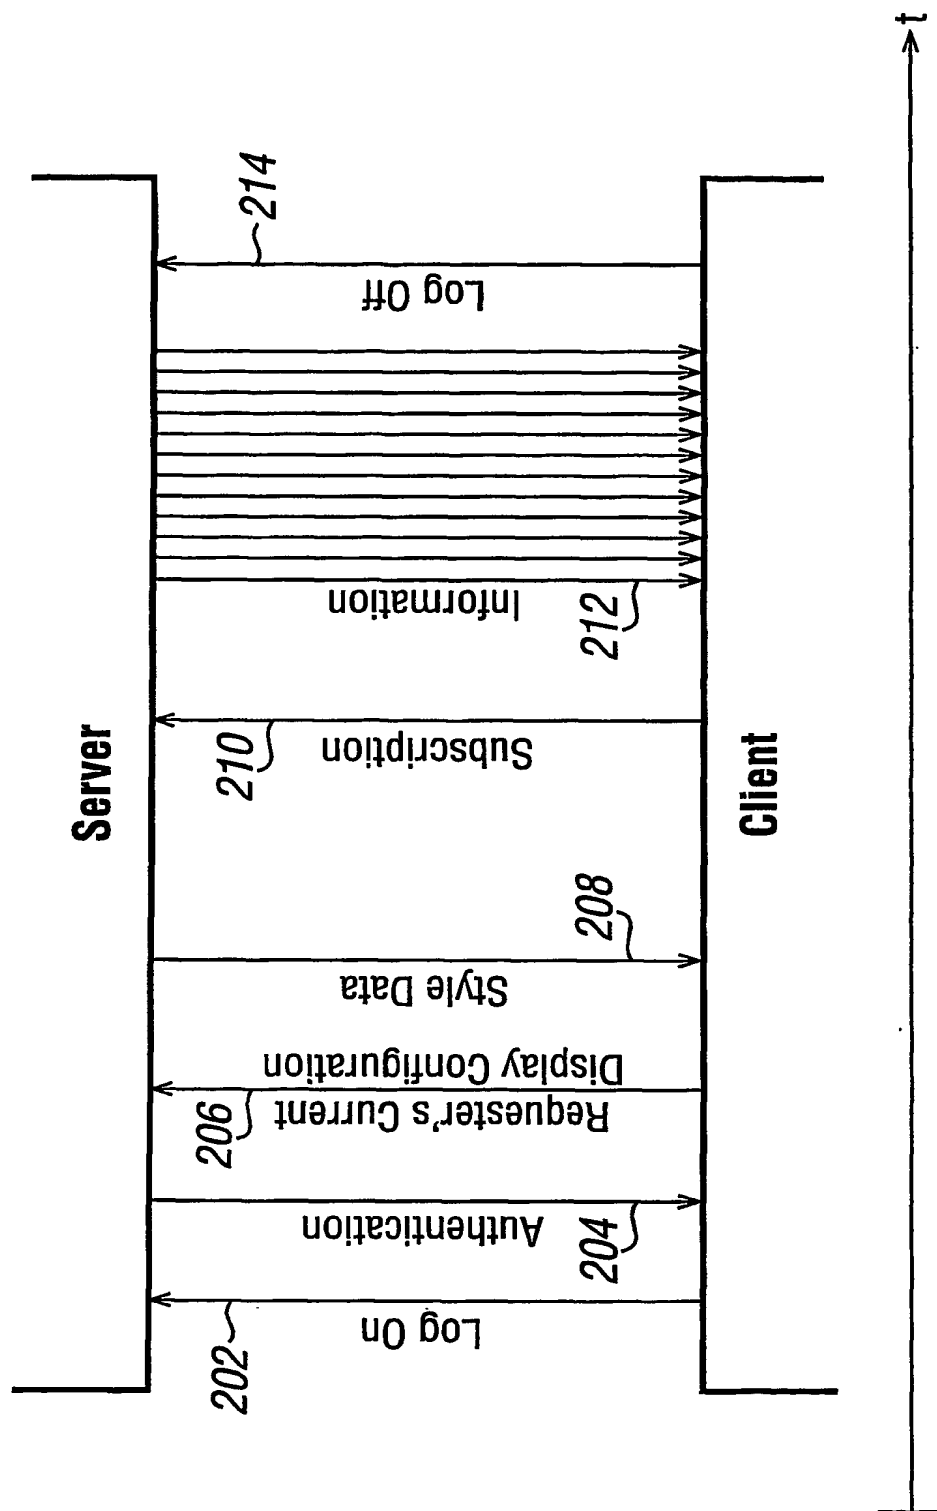 Server
Log On
202
Authentication
204
Requester's Current
Display Configuration
206
Style Data
208
Subscription
210
Information
212
Log Off
214
Client
t